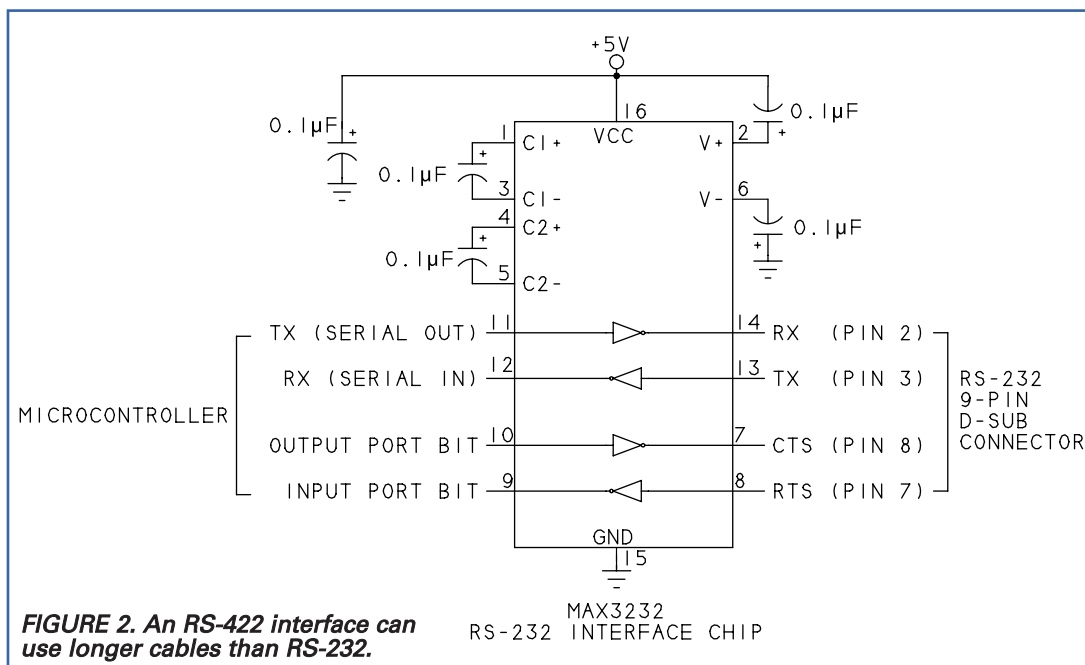 +5V
16
VCC
0.1µF
+
1
C1+
+
0.1µF
3
C1-
4
C2+
+
0.1µF
5
C2-
V+
2
0.1µF
+
V-
6
0.1µF
+
TX (SERIAL OUT)
11
14
RX (PIN 2)
RX (SERIAL IN)
12
13
TX (PIN 3)
MICROCONTROLLER
OUTPUT PORT BIT
10
7
CTS (PIN 8)
INPUT PORT BIT
9
8
RTS (PIN 7)
RS-232
9-PIN
D-SUB
CONNECTOR
GND
15
MAX3232
RS-232 INTERFACE CHIP
FIGURE 2. An RS-422 interface can
use longer cables than RS-232.